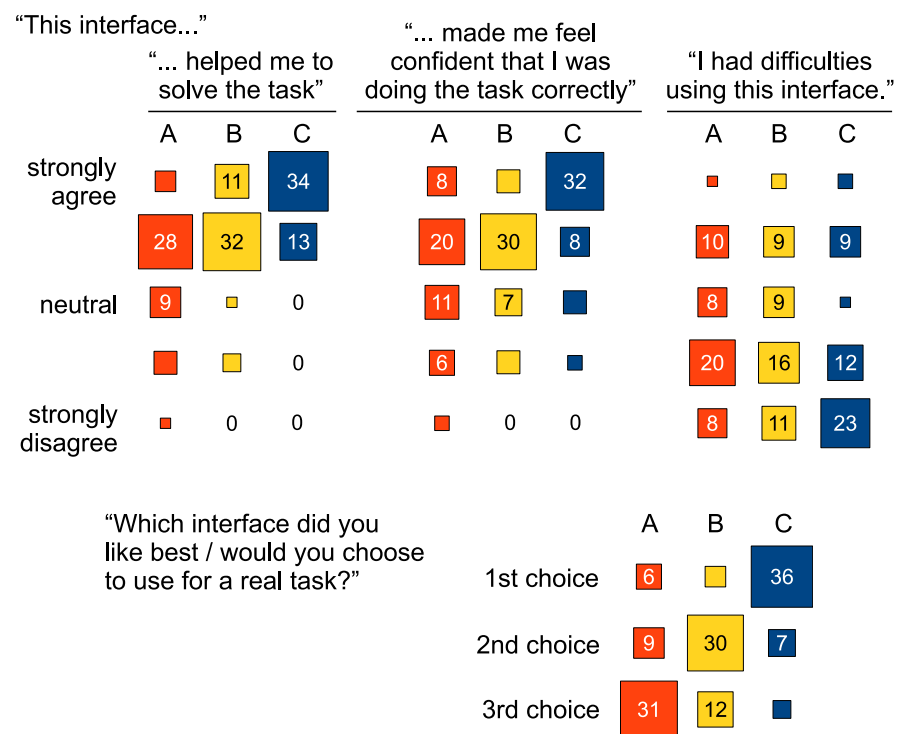 “This interface...”
“... helped me to
solve the task”
“... made me feel
confident that I was
doing the task correctly”
“I had difficulties
using this interface.”
A B C A B C A B C
strongly
agree
11 34 8 32
28 32 13 20 30 8 10 9 9
neutral
9 0 11 7 8 9
0 6 20 16 12
strongly
disagree
0 0 0 0 8 11 23
“Which interface did you
like best / would you choose
to use for a real task?”
A B C
1st choice 6 36
2nd choice 9 30 7
3rd choice 31 12